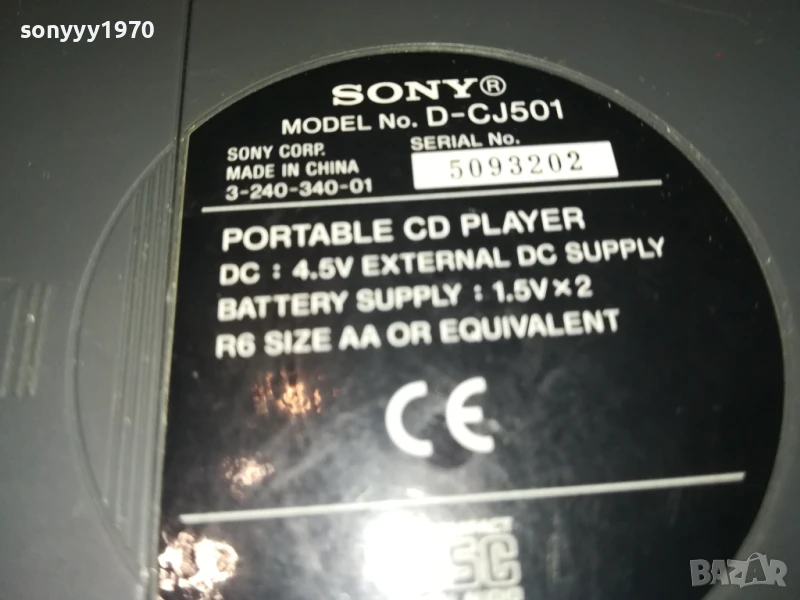 sonyyy1970
SONY®
MODEL No. D-CJ501
SONY CORP.
MADE IN CHINA
3-240-340-01
SERIAL No.
5093202
PORTABLE CD PLAYER
DC : 4.5V EXTERNAL DC SUPPLY
BATTERY SUPPLY : 1.5V×2
R6 SIZE AA OR EQUIVALENT
CE
BAZAR